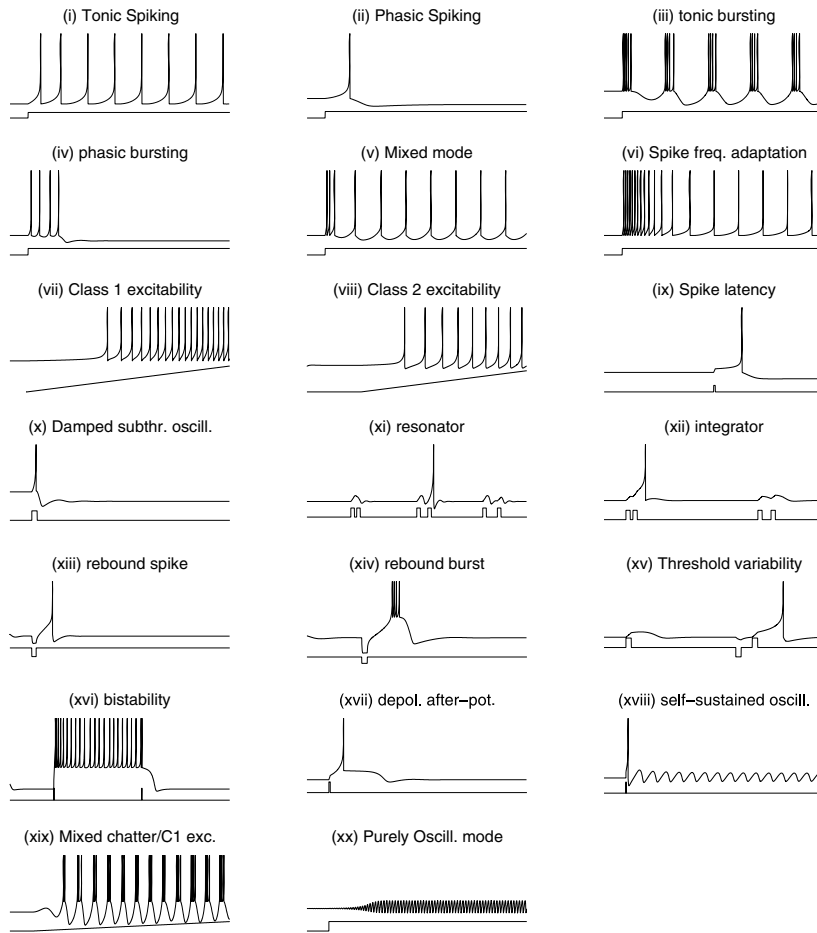 (i) Tonic Spiking
(ii) Phasic Spiking
(iii) tonic bursting
(iv) phasic bursting
(v) Mixed mode
(vi) Spike freq. adaptation
(vii) Class 1 excitability
(viii) Class 2 excitability
(ix) Spike latency
(x) Damped subthr. oscill.
(xi) resonator
(xii) integrator
(xiii) rebound spike
(xiv) rebound burst
(xv) Threshold variability
(xvi) bistability
(xvii) depol. after−pot.
(xviii) self−sustained oscill.
(xix) Mixed chatter/C1 exc.
(xx) Purely Oscill. mode